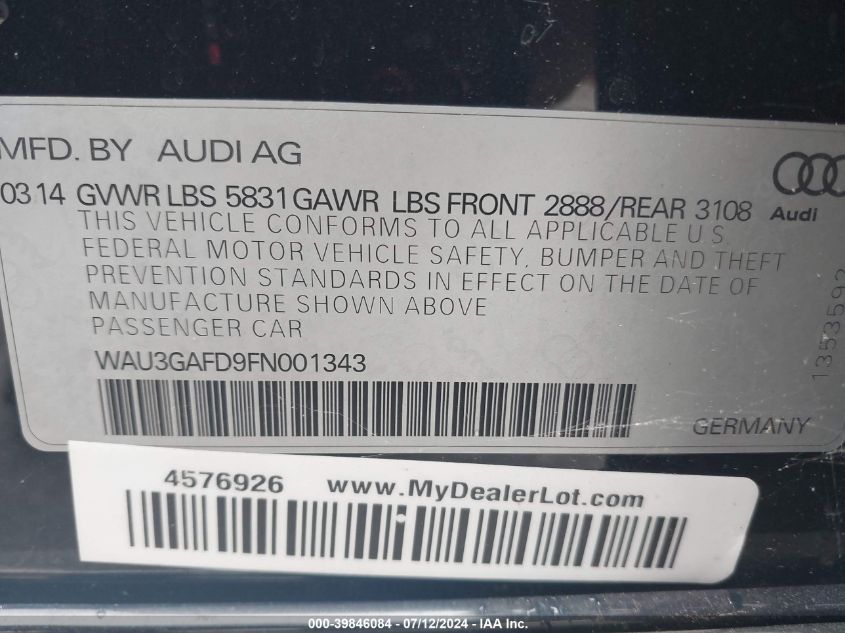 MFD. BY AUDI AG
0314 GVWR LBS 5831 GAWR LBS FRONT 2888/REAR 3108
Audi
THIS VEHICLE CONFORMS TO ALL APPLICABLE U.S.
FEDERAL MOTOR VEHICLE SAFETY, BUMPER AND THEFT
PREVENTION STANDARDS IN EFFECT ON THE DATE OF
MANUFACTURE SHOWN ABOVE
PASSENGER CAR
WAU3GAFD9FN001343
1353592
GERMANY
4576926 www.MyDealerLot.com
000-39846084 - 07/12/2024 - IAA Inc.